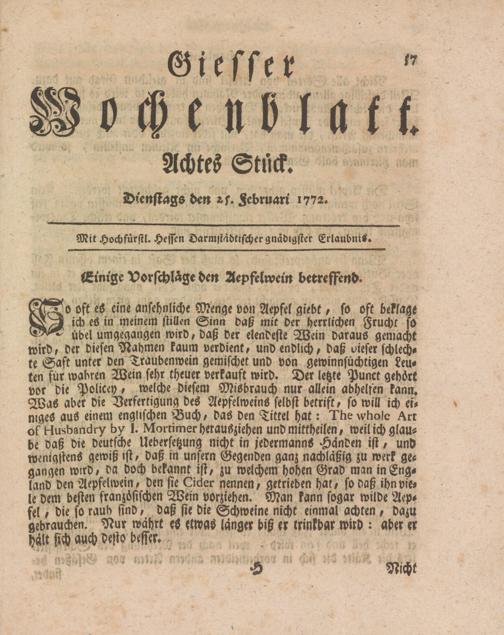 57
Giesser
Wochenblatt.
Achtes Stück.
Dienstags den 25. Februari 1772.
Mit Hochfürstl. Hessen Darmstädtischer gnädigster Erlaubnis.
Einige Vorschläge den Aepfelwein betreffend.
So oft es eine ansehnliche Menge von Aepfel giebt, so oft beklage
ich es in meinem stillen Sinn daß mit der herrlichen Frucht so
übel umgegangen wird, daß der elendeste Wein daraus gemacht
wird, der diesen Nahmen kaum verdient, und endlich, daß dieser schlech-
te Saft unter den Traubenwein gemischet und von gewinnsüchtigen Leu-
ten für wahren Wein sehr theuer verkauft wird. Der letzte Punct gehört
vor die Policey, welche diesem Misbrauch nur allein abhelfen kann.
Was aber die Verfertigung des Aepfelweins selbst betrift, so will ich ei-
niges aus einem englischen Buch, das den Tittel hat: The whole Art
of Husbandry by I. Mortimer herausziehen und mittheilen, weil ich glau-
be daß die deutsche Uebersetzung nicht in jedermanns Händen ist, und
wenigstens gewiß ist, daß in unsern Gegenden ganz nachläßig zu werk ge-
gangen wird, da doch bekannt ist, zu welchem hohen Grad man in Eng-
land den Aepfelwein, den sie Cider nennen, getrieben hat, so daß ihn vie-
le dem besten französischen Wein vorziehen. Man kann sogar wilde Aep-
fel, die so rauh sind, daß sie die Schweine nicht einmal achten, dazu
gebrauchen. Nur währt es etwas länger biß er trinkbar wird: aber er
hält sich auch desto besser.
H Nicht